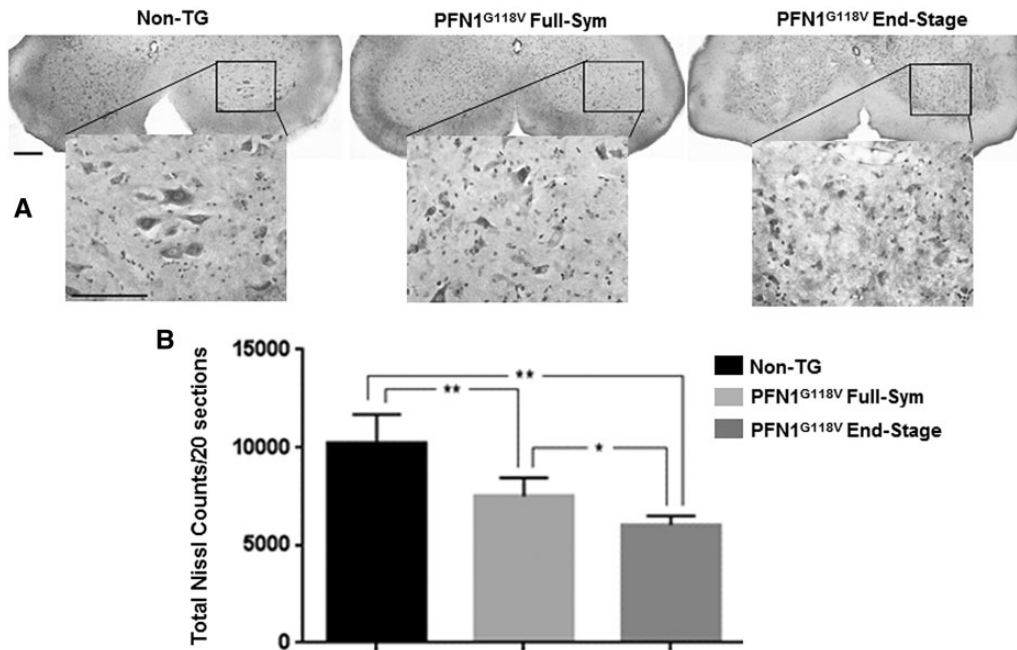 Non-TG PFN1G118V Full-Sym PFN1G118V End-Stage
A
B
Total Nissl Counts/20 sections
15000
10000
5000
0
**
**
*
Non-TG
PFN1G118V Full-Sym
PFN1G118V End-Stage